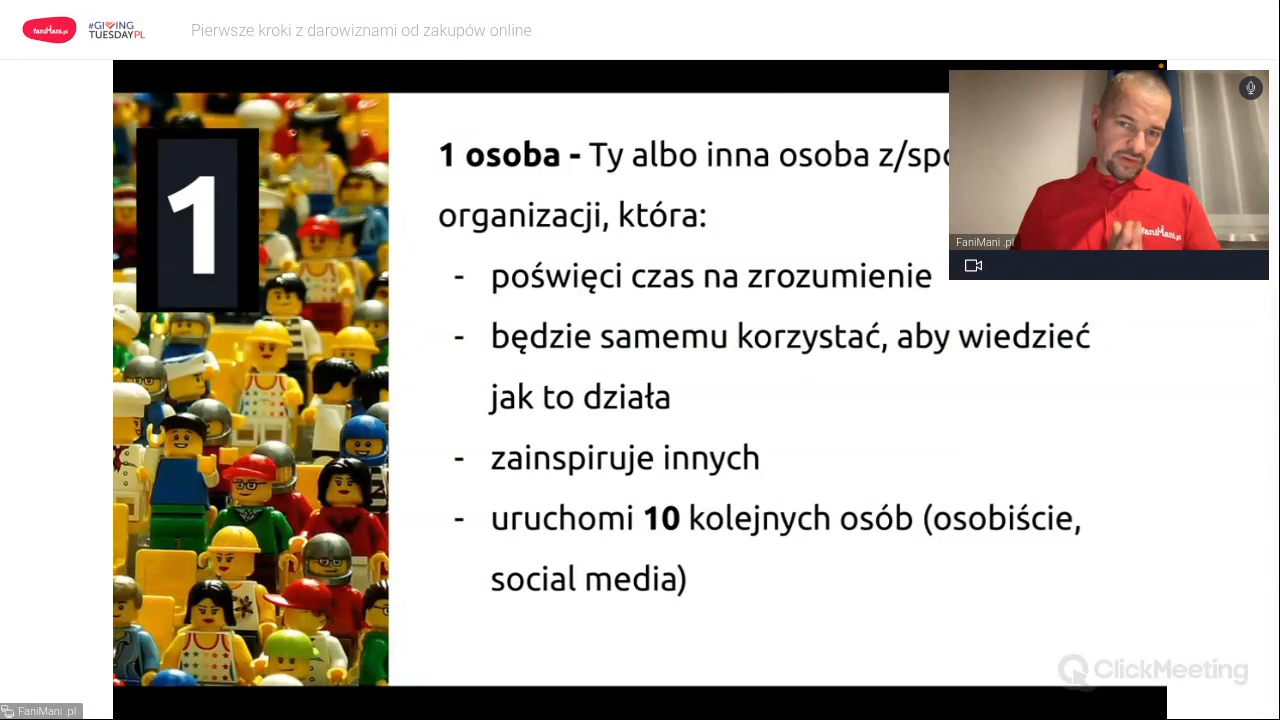 faniMani.pl
#GIVING
TUESDAYPL
Pierwsze kroki z darowiznami od zakupów online
1
1 osoba - Ty albo inna osoba z/spo
organizacji, która:
- poświęci czas na zrozumienie
- będzie samemu korzystać, aby wiedzieć
jak to działa
- zainspiruje innych
- uruchomi 10 kolejnych osób (osobiście,
social media)
faniMani.pl
FaniMani .pl
ClickMeeting
FaniMani .pl